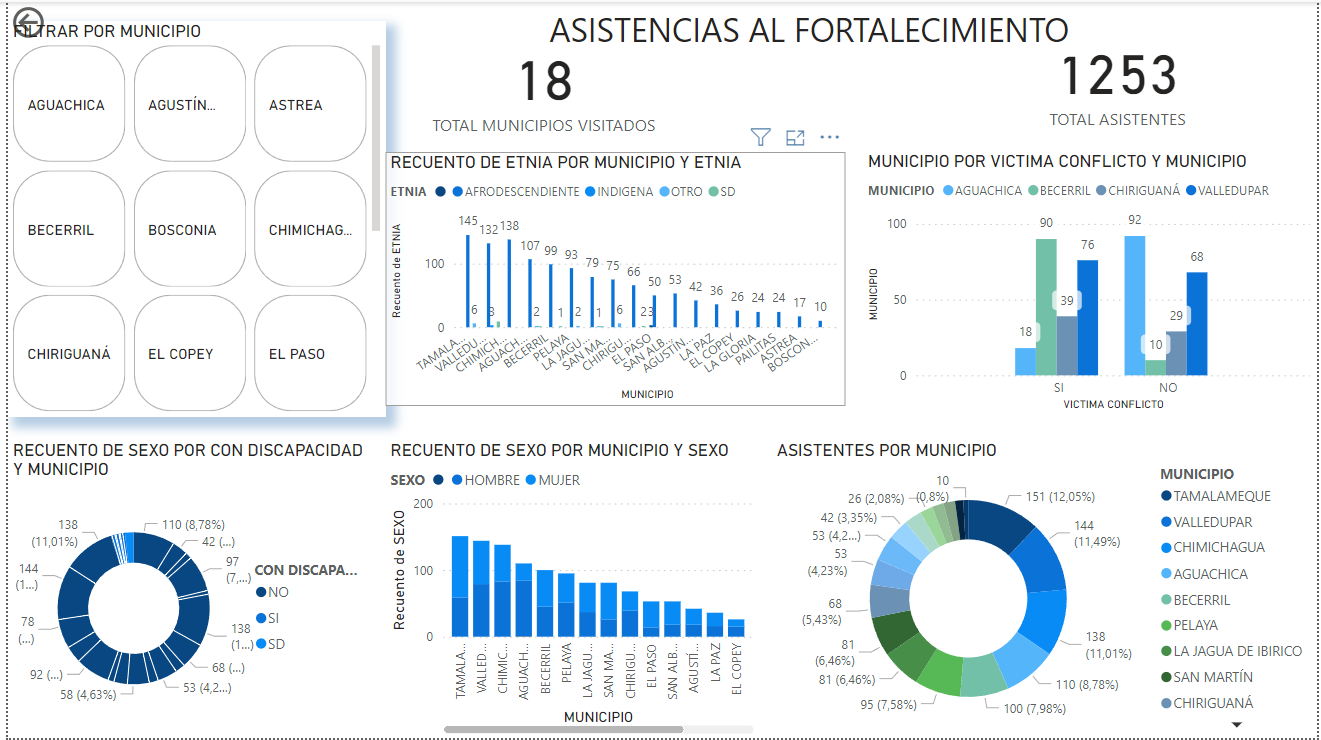 FILTRAR POR MUNICIPIO
AGUACHICA
AGUSTÍN...
ASTREA
BECERRIL
BOSCONIA
CHIMICHAG...
CHIRIGUANÁ
EL COPEY
EL PASO
ASISTENCIAS AL FORTALECIMIENTO
18
TOTAL MUNICIPIOS VISITADOS
1253
TOTAL ASISTENTES
RECUENTO DE ETNIA POR MUNICIPIO Y ETNIA
ETNIA AFRODESCENDIENTE INDIGENA OTRO SD
Recuento de ETNIA
100
0
145 132 138 107 99 93 79 75 66 50 53 42 36 26 24 24 17 10
6 8 2 1 2 1 6 23
TAMALA... VALLEDU... CHIMICH... AGUACH... BECERRIL PELAYA LA JAGU... SAN MA... CHIRIGU... EL PASO SAN ALB... AGUSTÍN... LA PAZ EL COPEY LA GLORIA PAILITAS ASTREA BOSCON...
MUNICIPIO
MUNICIPIO POR VICTIMA CONFLICTO Y MUNICIPIO
MUNICIPIO AGUACHICA BECERRIL CHIRIGUANÁ VALLEDUPAR
MUNICIPIO
100
50
0
18 90 39 76
92 10 29 68
SI NO
VICTIMA CONFLICTO
RECUENTO DE SEXO POR CON DISCAPACIDAD
Y MUNICIPIO
110 (8,78%)
42 (...)
97
(7,...)
138
(1...)
68 (...)
53 (4,2...)
58 (4,63%)
92 (...)
78
(...)
144
(1...)
138
(11,01%)
CON DISCAPA...
NO
SI
SD
RECUENTO DE SEXO POR MUNICIPIO Y SEXO
SEXO HOMBRE MUJER
Recuento de SEXO
200
100
0
TAMALA... VALLED... CHIMIC... AGUAC... BECERRIL PELAYA LA JAGU... SAN MA... CHIRIGU... EL PASO SAN ALB... AGUSTÍ... LA PAZ EL COPEY
MUNICIPIO
ASISTENTES POR MUNICIPIO
151 (12,05%)
144
(11,49%)
138
(11,01%)
110 (8,78%)
100 (7,98%)
95 (7,58%)
81 (6,46%)
81
(6,46%)
68
(5,43%)
53
(4,23%)
53 (4,2...)
42 (3,35%)
26 (2,08%)
10
(0,8%)
MUNICIPIO
TAMALAMEQUE
VALLEDUPAR
CHIMICHAGUA
AGUACHICA
BECERRIL
PELAYA
LA JAGUA DE IBIRICO
SAN MARTÍN
CHIRIGUANÁ